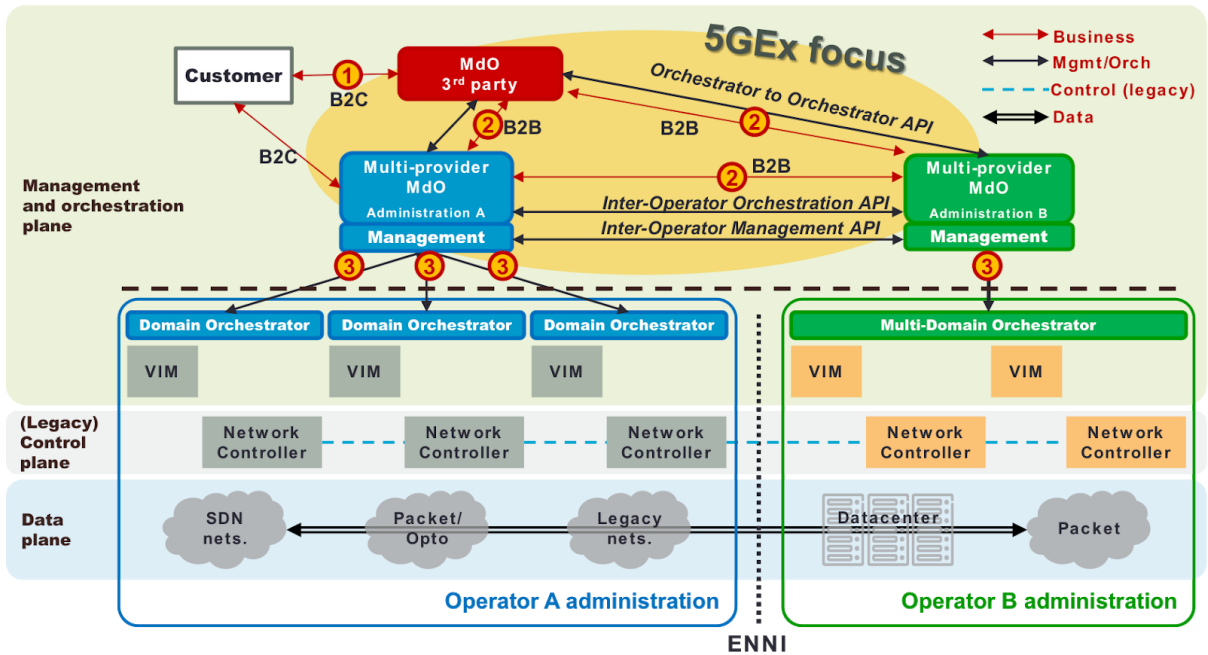 5GEx focus
Business
Mgmt/Orch
Control (legacy)
Data
Customer
1
B2C
MdO
3rd party
Orchestrator to Orchestrator API
2
B2B
2
B2B
B2C
Management
and orchestration
plane
Multi-provider
MdO
Administration A
Management
2
B2B
Inter-Operator Orchestration API
Inter-Operator Management API
Multi-provider
MdO
Administration B
Management
3
3
3
3
Domain Orchestrator
Domain Orchestrator
Domain Orchestrator
Multi-Domain Orchestrator
VIM
VIM
VIM
VIM
VIM
(Legacy)
Control
plane
Network
Controller
Network
Controller
Network
Controller
Network
Controller
Network
Controller
Data
plane
SDN
nets.
Packet/
Opto
Legacy
nets.
Datacenter
Packet
Operator A administration
Operator B administration
ENNI